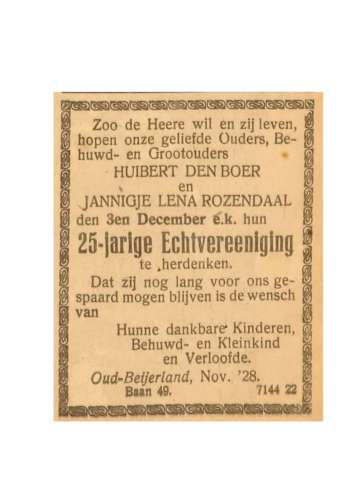 Zoo de Heere wil en zij leven,
hopen onze geliefde Ouders, Be-
huwd- en Grootouders
HUIBERT DEN BOER
en
JANNIGJE LENA ROZENDAAL
den 3en December e.k. hun
25-jarige Echtvereeniging
te herdenken.
Dat zij nog lang voor ons ge-
spaard mogen blijven is de wensch
van
Hunne dankbare Kinderen,
Behuwd- en Kleinkind
en Verloofde.
Oud-Beijerland, Nov. '28.
Baan 49. 7144 22